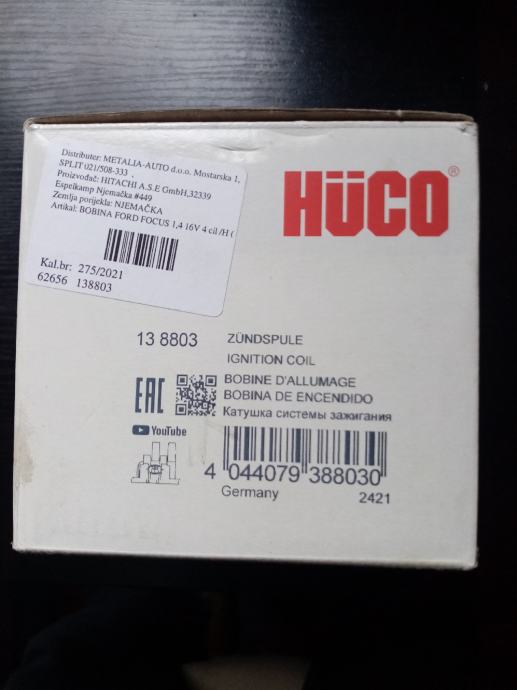 Distributer: METALIA-AUTO d.o.o. Mostarska 1,
SPLIT 021/508-333 ,
Proizvođač: HITACHI A.S.E GmbH,32339
Espelkamp Njemačka #449
Zemlja porijekla: NJEMAČKA
Artikal: BOBINA FORD FOCUS 1,4 16V 4 cil /H (
Kal.br: 275/2021
62656 138803
HÜCO®
13 8803
ZÜNDSPULE
IGNITION COIL
BOBINE D'ALLUMAGE
BOBINA DE ENCENDIDO
Катушка системы зажигания
EAC
YouTube
4 044079 388030
Germany
2421